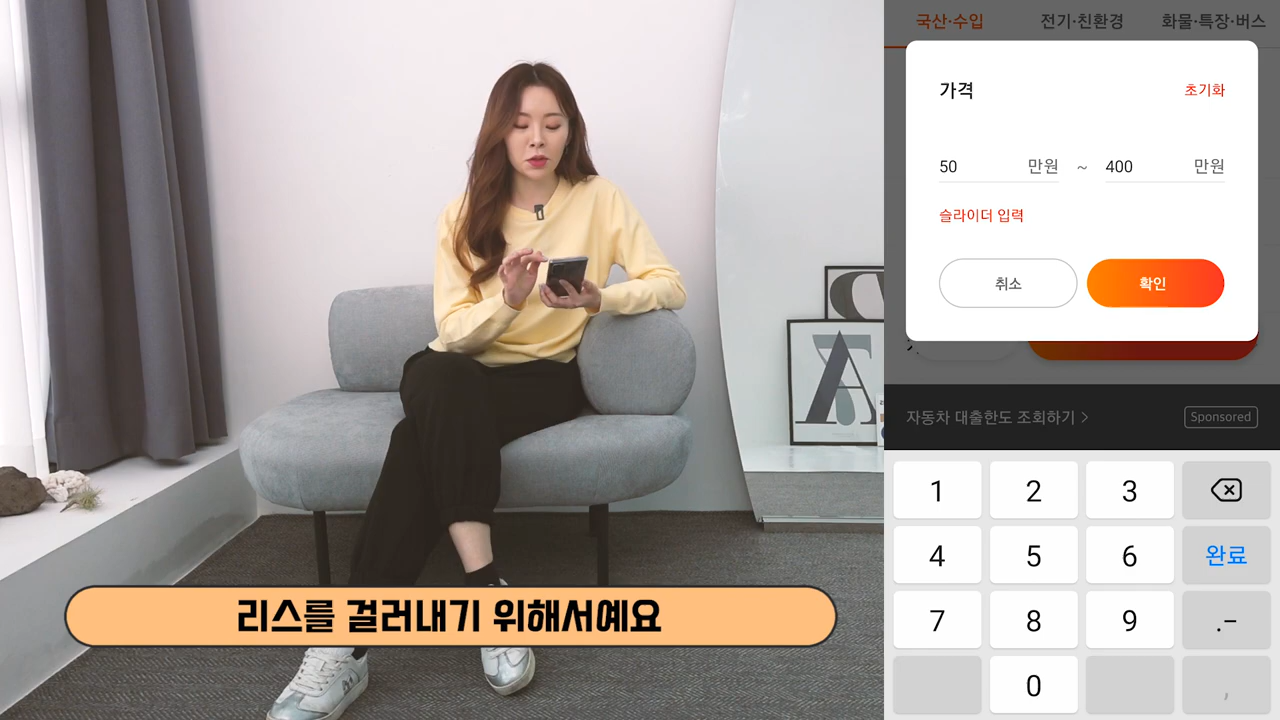 리스를 걸러내기 위해서예요
국산·수입 전기·친환경 화물·특장·버스
가격 초기화
50 만원 ~ 400 만원
슬라이더 입력
취소 확인
자동차 대출한도 조회하기 > Sponsored
1 2 3
4 5 6 완료
7 8 9 .-
0 ,
A